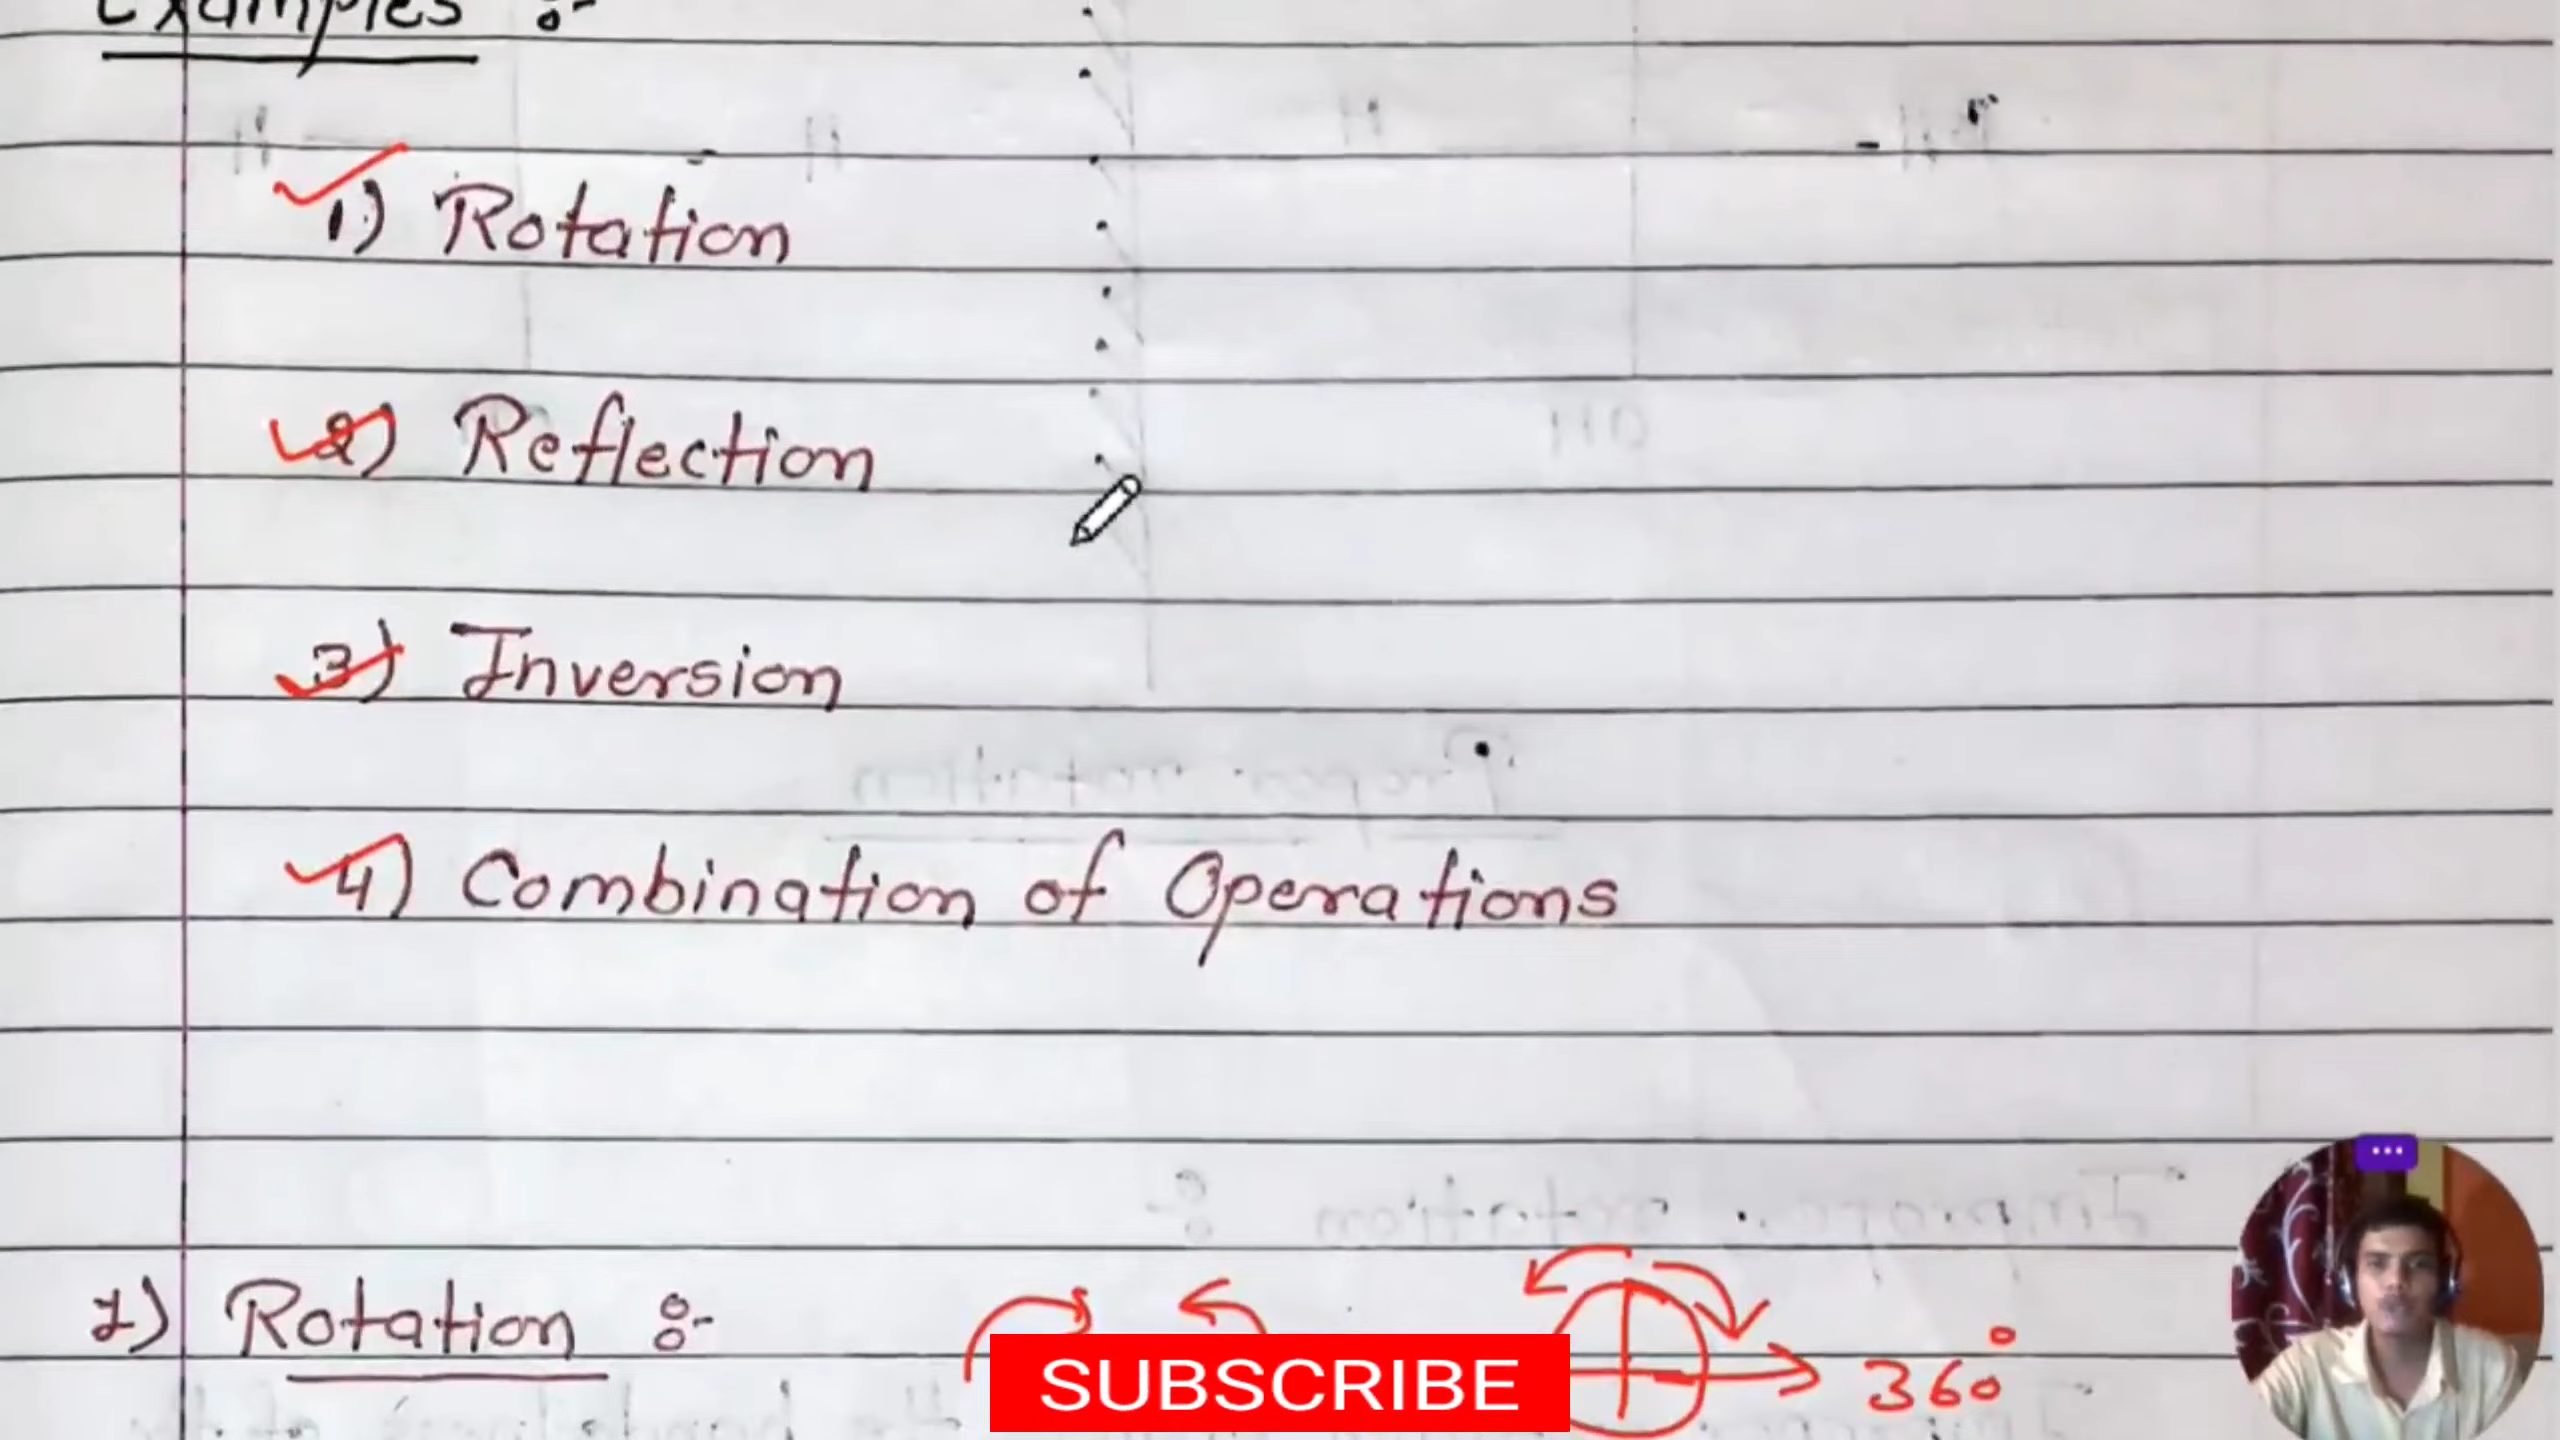 Examples :-
1) Rotation
2) Reflection
3) Inversion
4) Combination of Operations
1) Rotation :-
360°
SUBSCRIBE